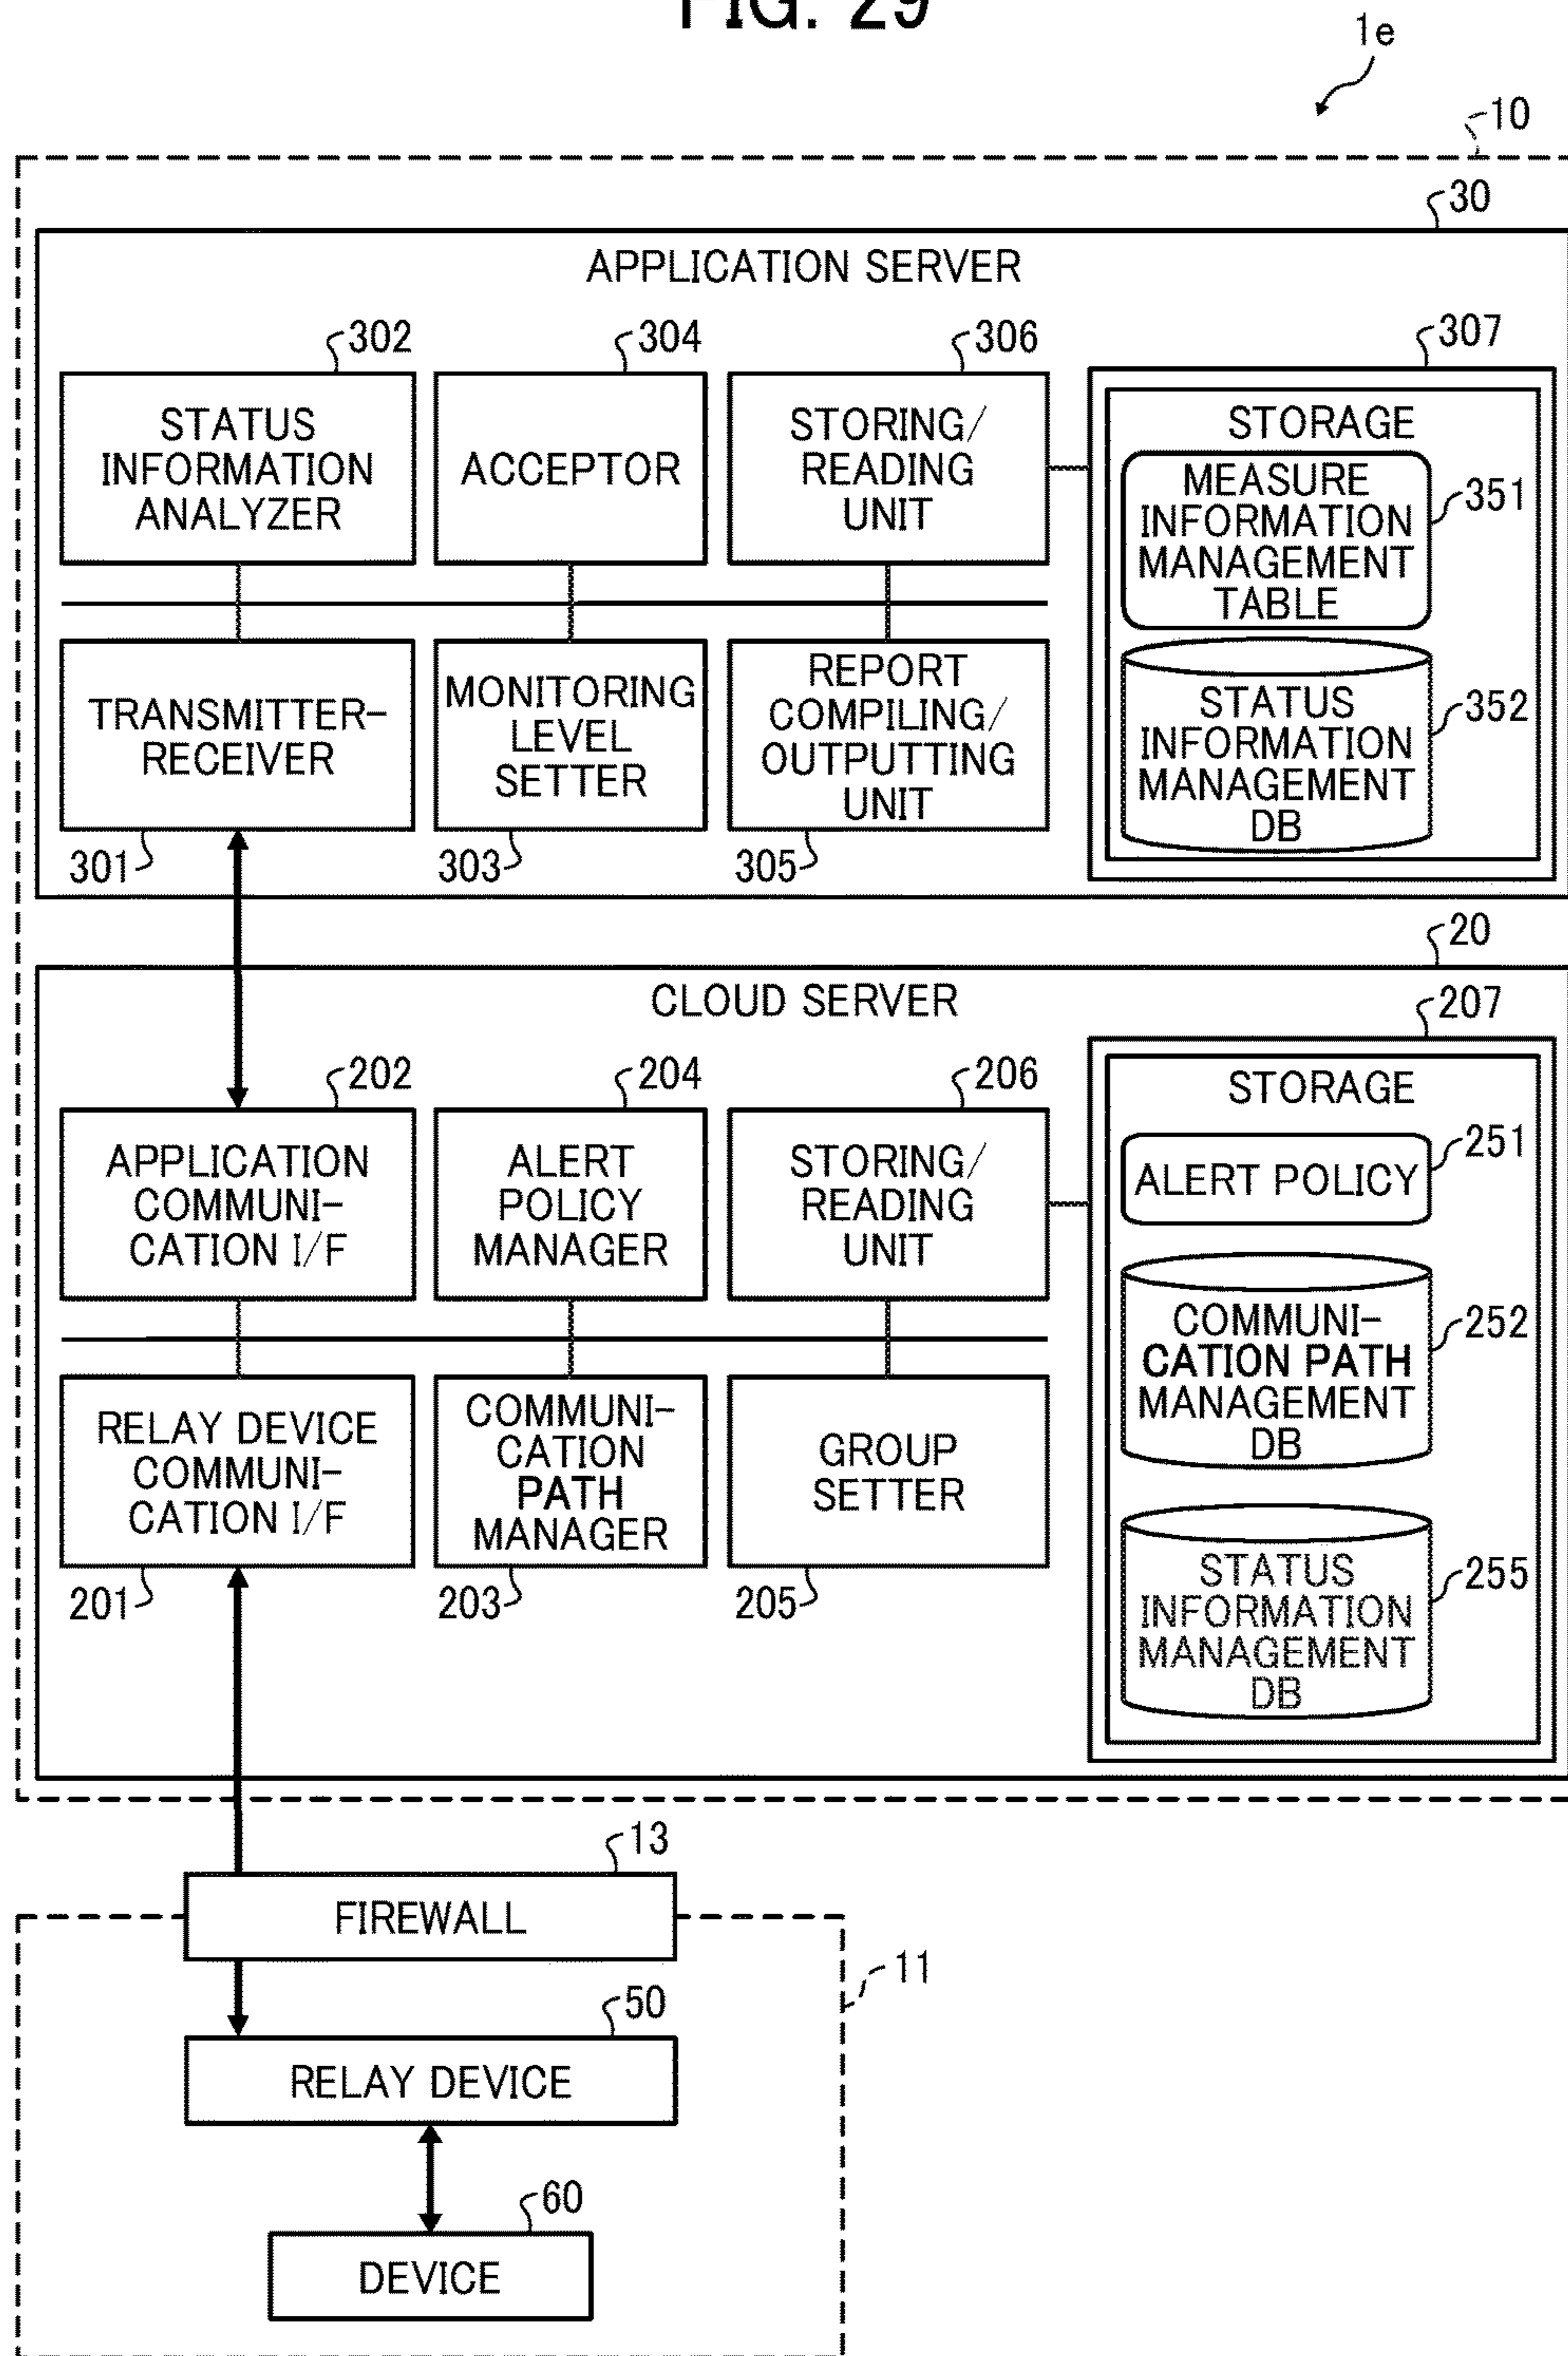 FIG. 29
1e
10
30
APPLICATION SERVER
302
304
306
307
STATUS
INFORMATION
ANALYZER
ACCEPTOR
STORING/
READING
UNIT
STORAGE
MEASURE
INFORMATION
MANAGEMENT
TABLE
351
TRANSMITTER-
RECEIVER
MONITORING
LEVEL
SETTER
REPORT
COMPILING/
OUTPUTTING
UNIT
STATUS
INFORMATION
MANAGEMENT
DB
352
301
303
305
20
CLOUD SERVER
202
204
206
207
APPLICATION
COMMUNI-
CATION I/F
ALERT
POLICY
MANAGER
STORING/
READING
UNIT
STORAGE
ALERT POLICY
251
COMMUNI-
CATION PATH
MANAGEMENT
DB
252
RELAY DEVICE
COMMUNI-
CATION I/F
COMMUNI-
CATION
PATH
MANAGER
GROUP
SETTER
STATUS
INFORMATION
MANAGEMENT
DB
255
201
203
205
13
FIREWALL
11
50
RELAY DEVICE
60
DEVICE